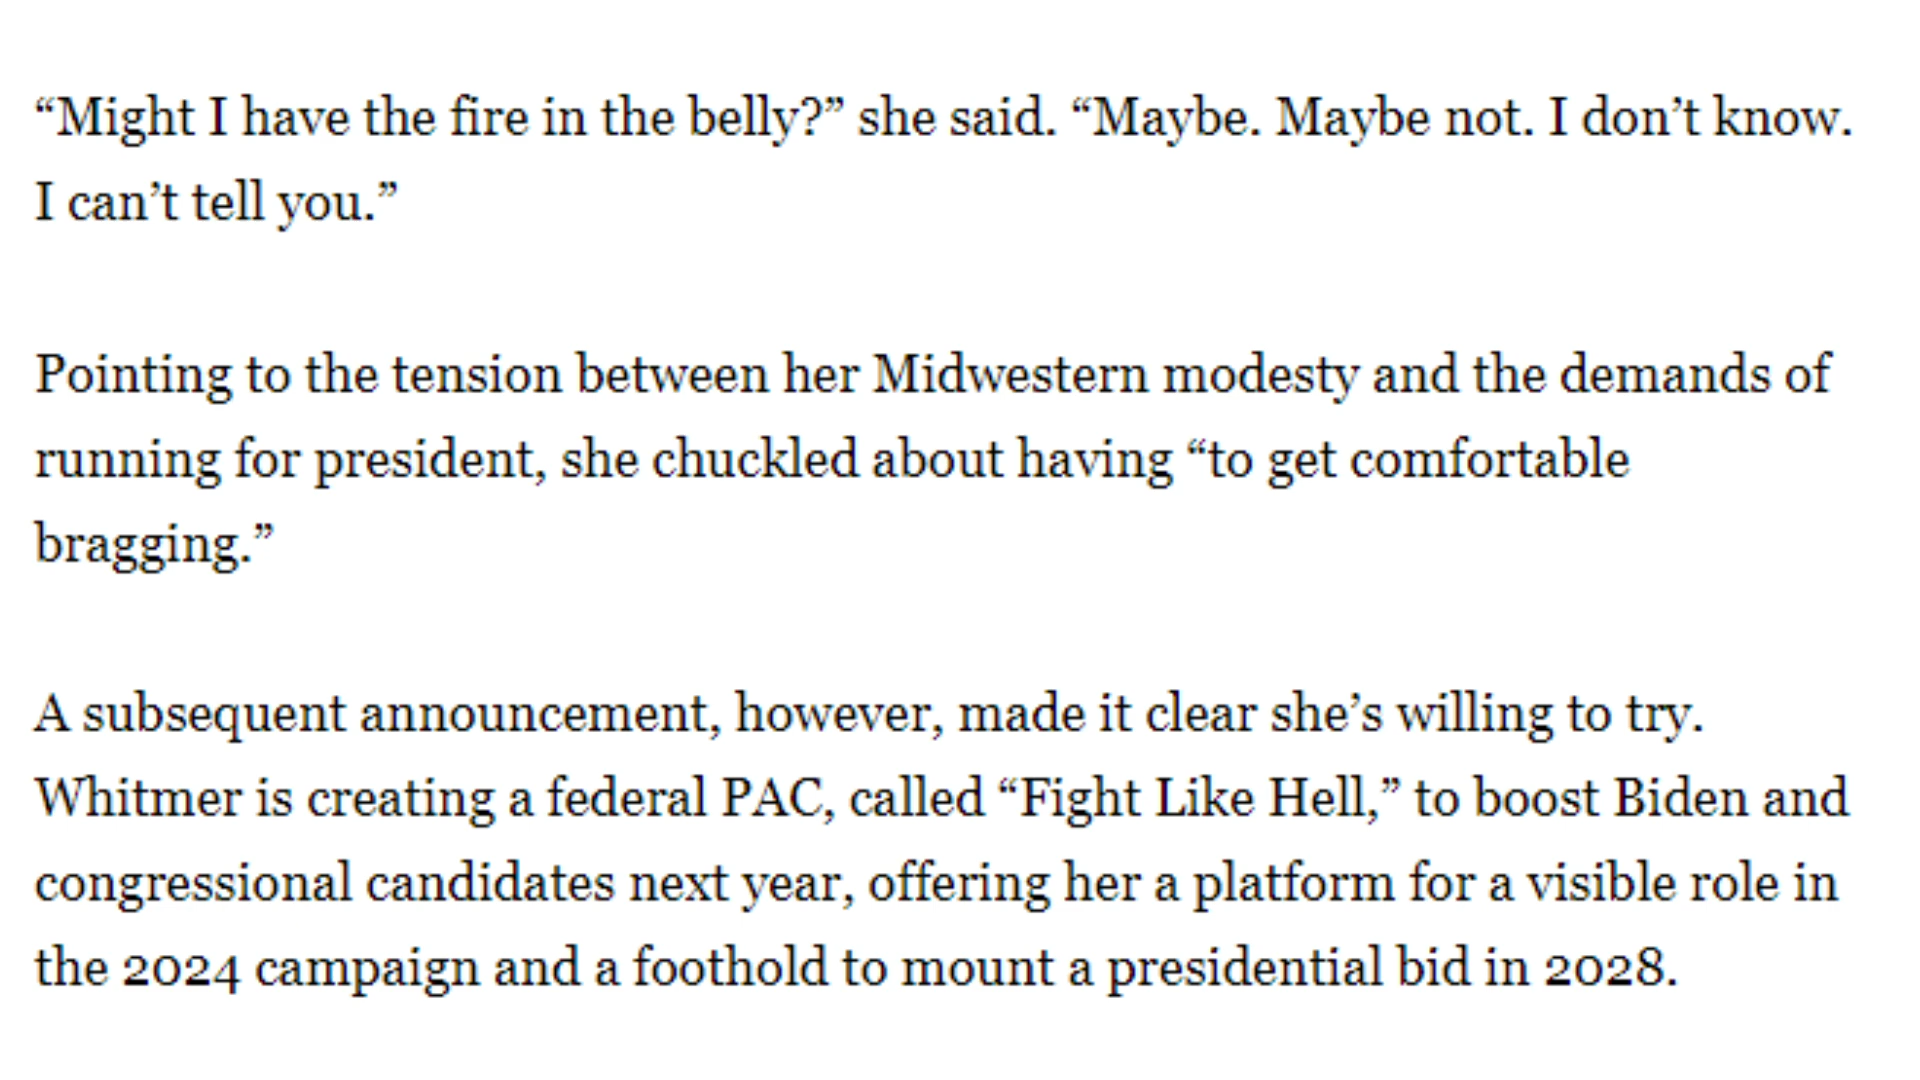 “Might I have the fire in the belly?” she said. “Maybe. Maybe not. I don’t know.
I can’t tell you.”
Pointing to the tension between her Midwestern modesty and the demands of
running for president, she chuckled about having “to get comfortable
bragging.”
A subsequent announcement, however, made it clear she’s willing to try.
Whitmer is creating a federal PAC, called “Fight Like Hell,” to boost Biden and
congressional candidates next year, offering her a platform for a visible role in
the 2024 campaign and a foothold to mount a presidential bid in 2028.